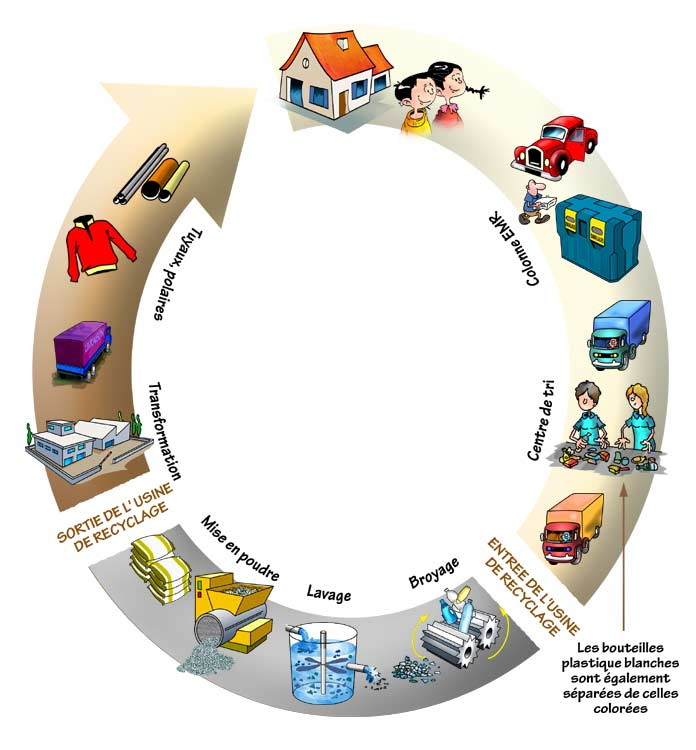 Colonne EMR
Centre de tri
ENTREE DE L'USINE
DE RECYCLAGE
Les bouteilles
plastique blanches
sont également
séparées de celles
colorées
Broyage
Lavage
Mise en poudre
SORTIE DE L' USINE
DE RECYCLAGE
Transformation
Tuyaux, polaires